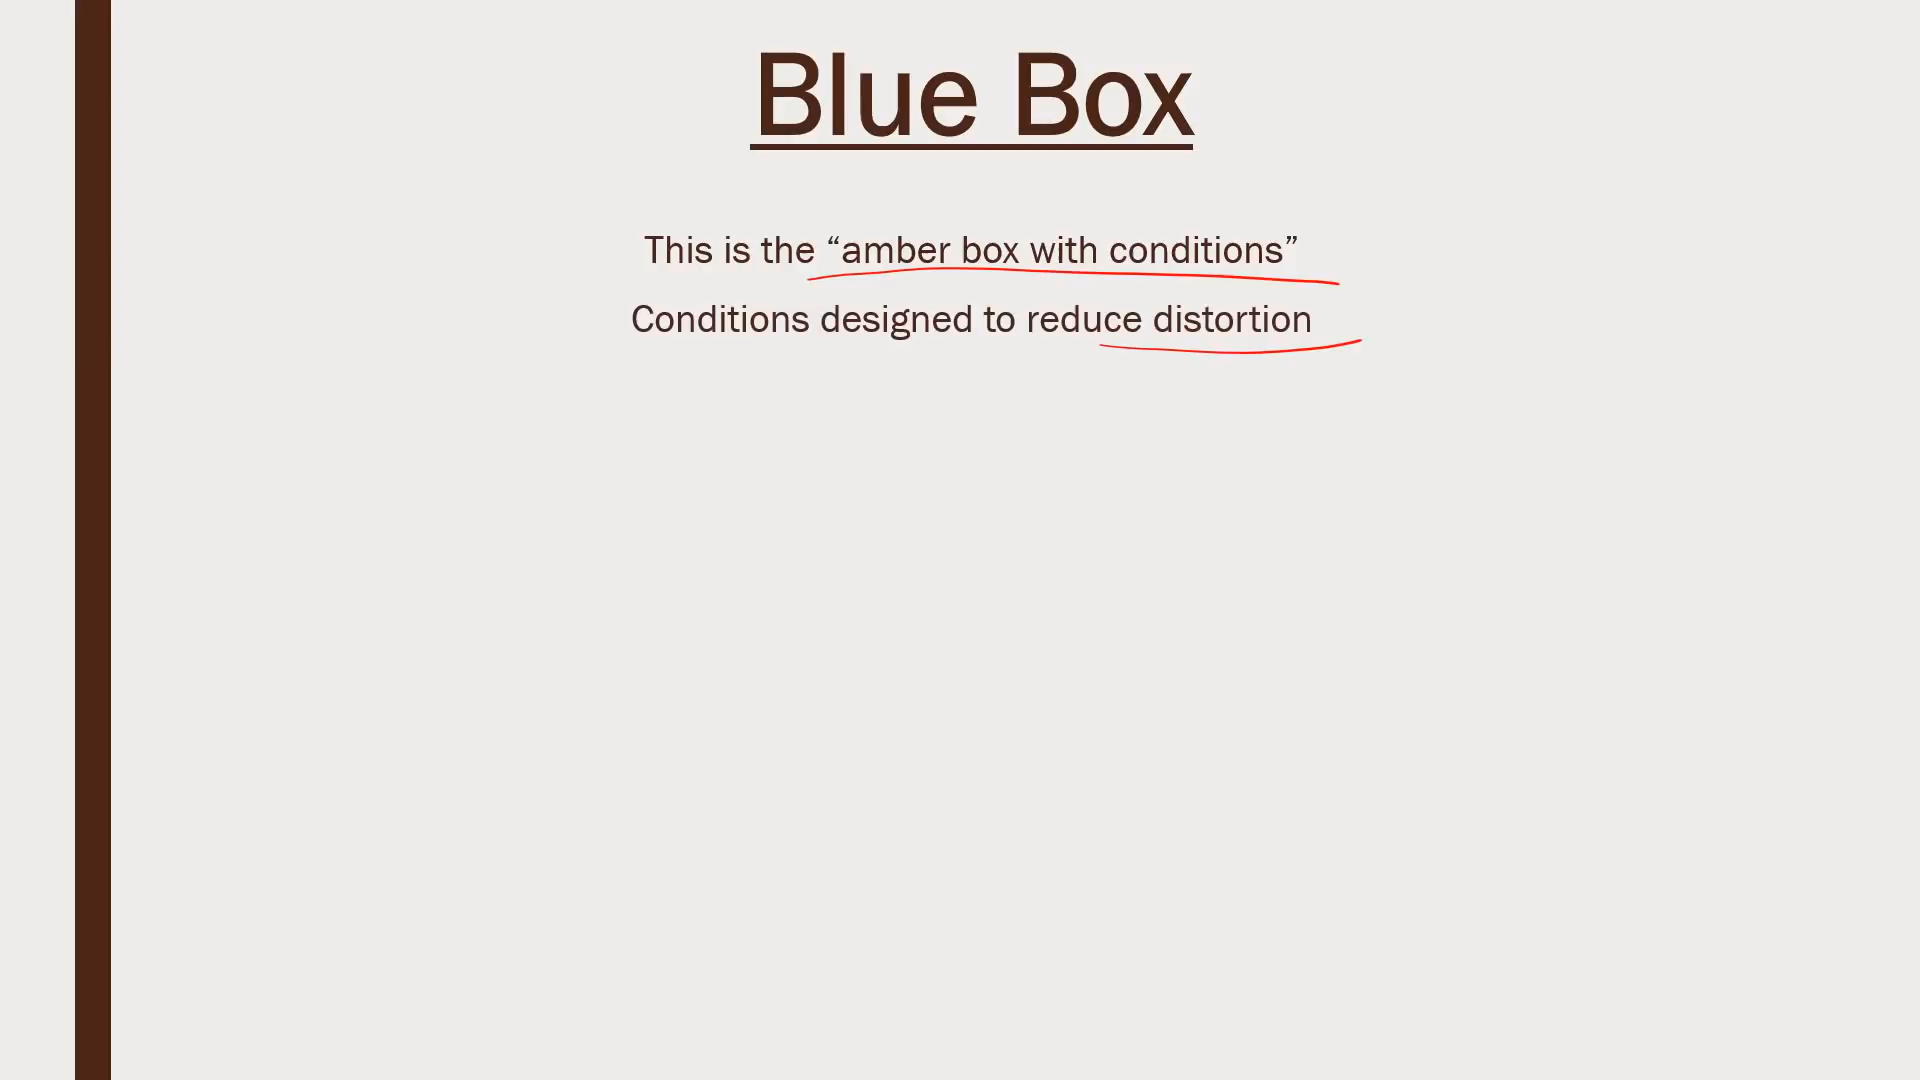 Blue Box
This is the “amber box with conditions”
Conditions designed to reduce distortion